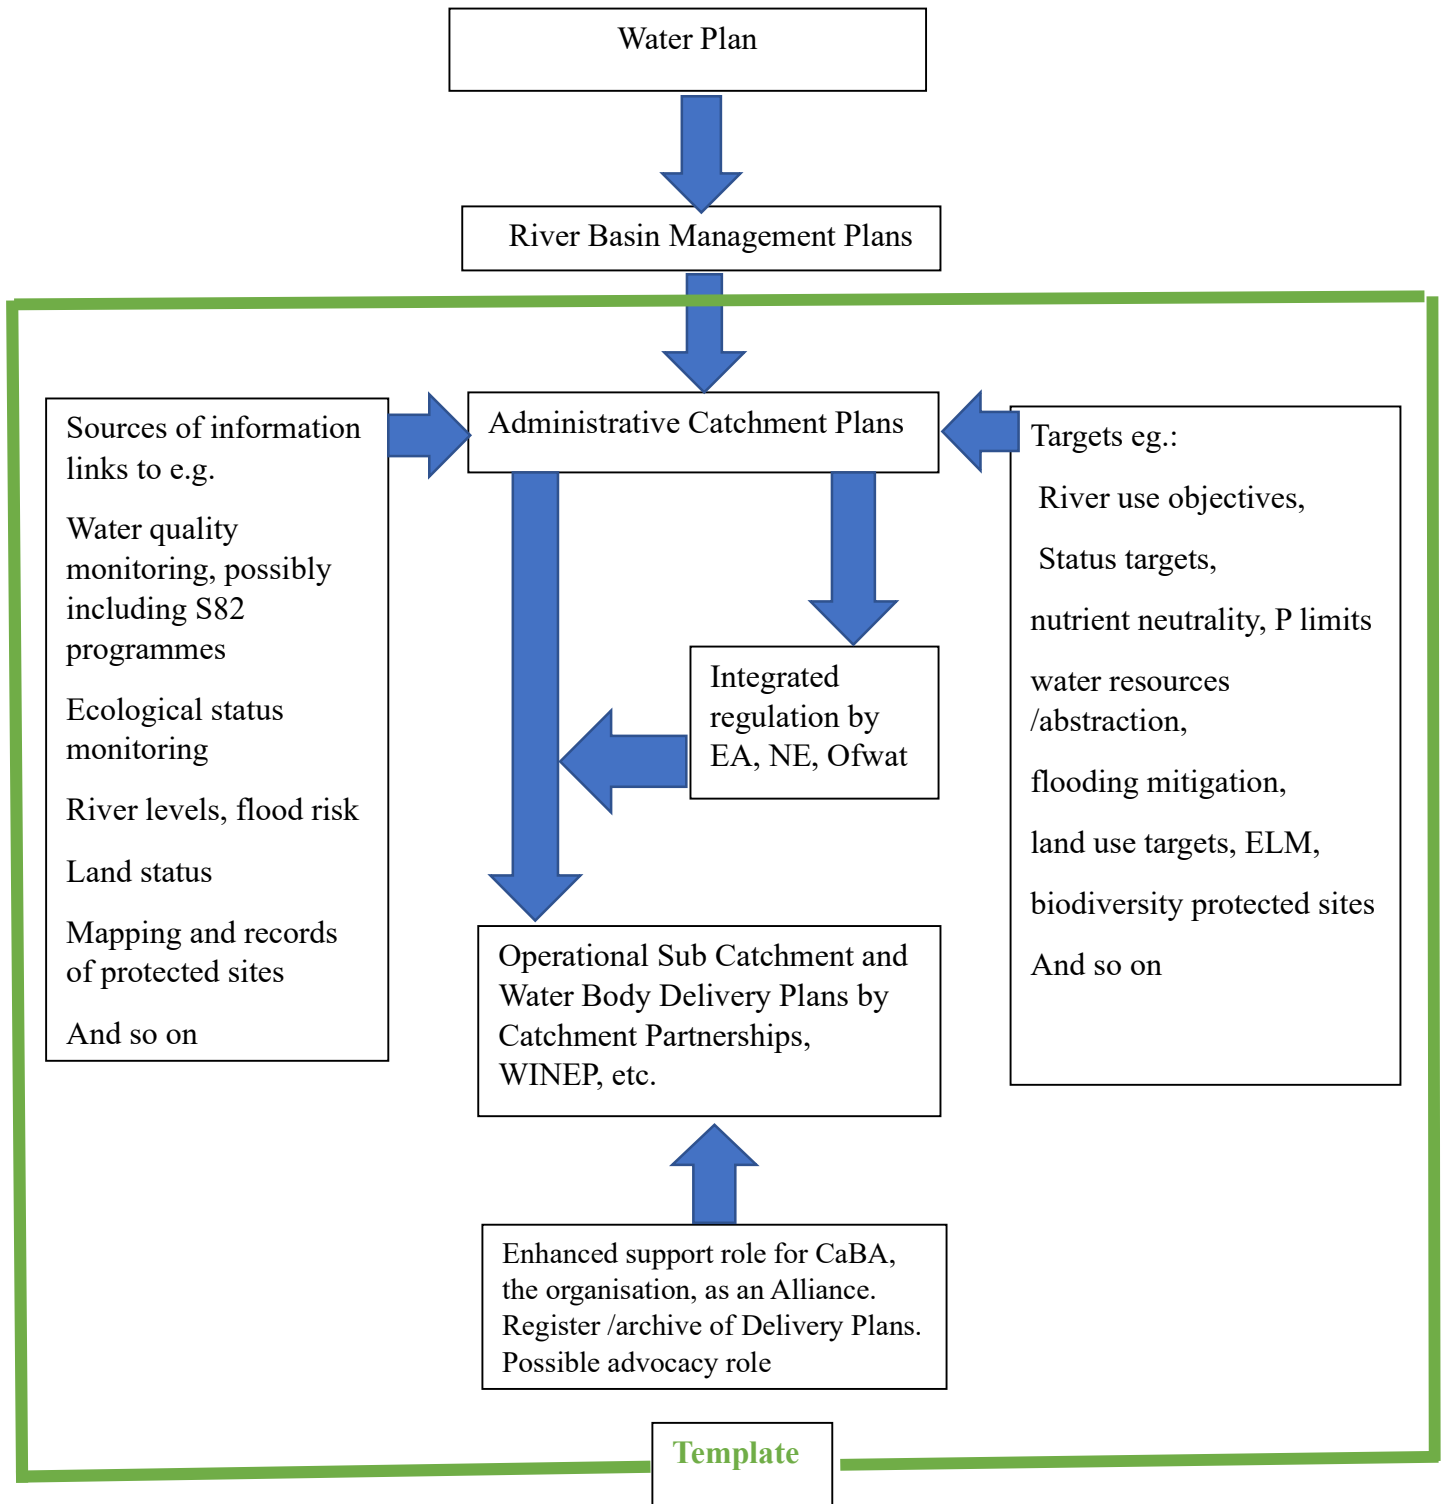 Water Plan
River Basin Management Plans
Administrative Catchment Plans
Sources of information
links to e.g.
Water quality
monitoring, possibly
including S82
programmes
Ecological status
monitoring
River levels, flood risk
Land status
Mapping and records
of protected sites
And so on
Targets eg.:
River use objectives,
Status targets,
nutrient neutrality, P limits
water resources
/abstraction,
flooding mitigation,
land use targets, ELM,
biodiversity protected sites
And so on
Integrated
regulation by
EA, NE, Ofwat
Operational Sub Catchment and
Water Body Delivery Plans by
Catchment Partnerships,
WINEP, etc.
Enhanced support role for CaBA,
the organisation, as an Alliance.
Register /archive of Delivery Plans.
Possible advocacy role
Template